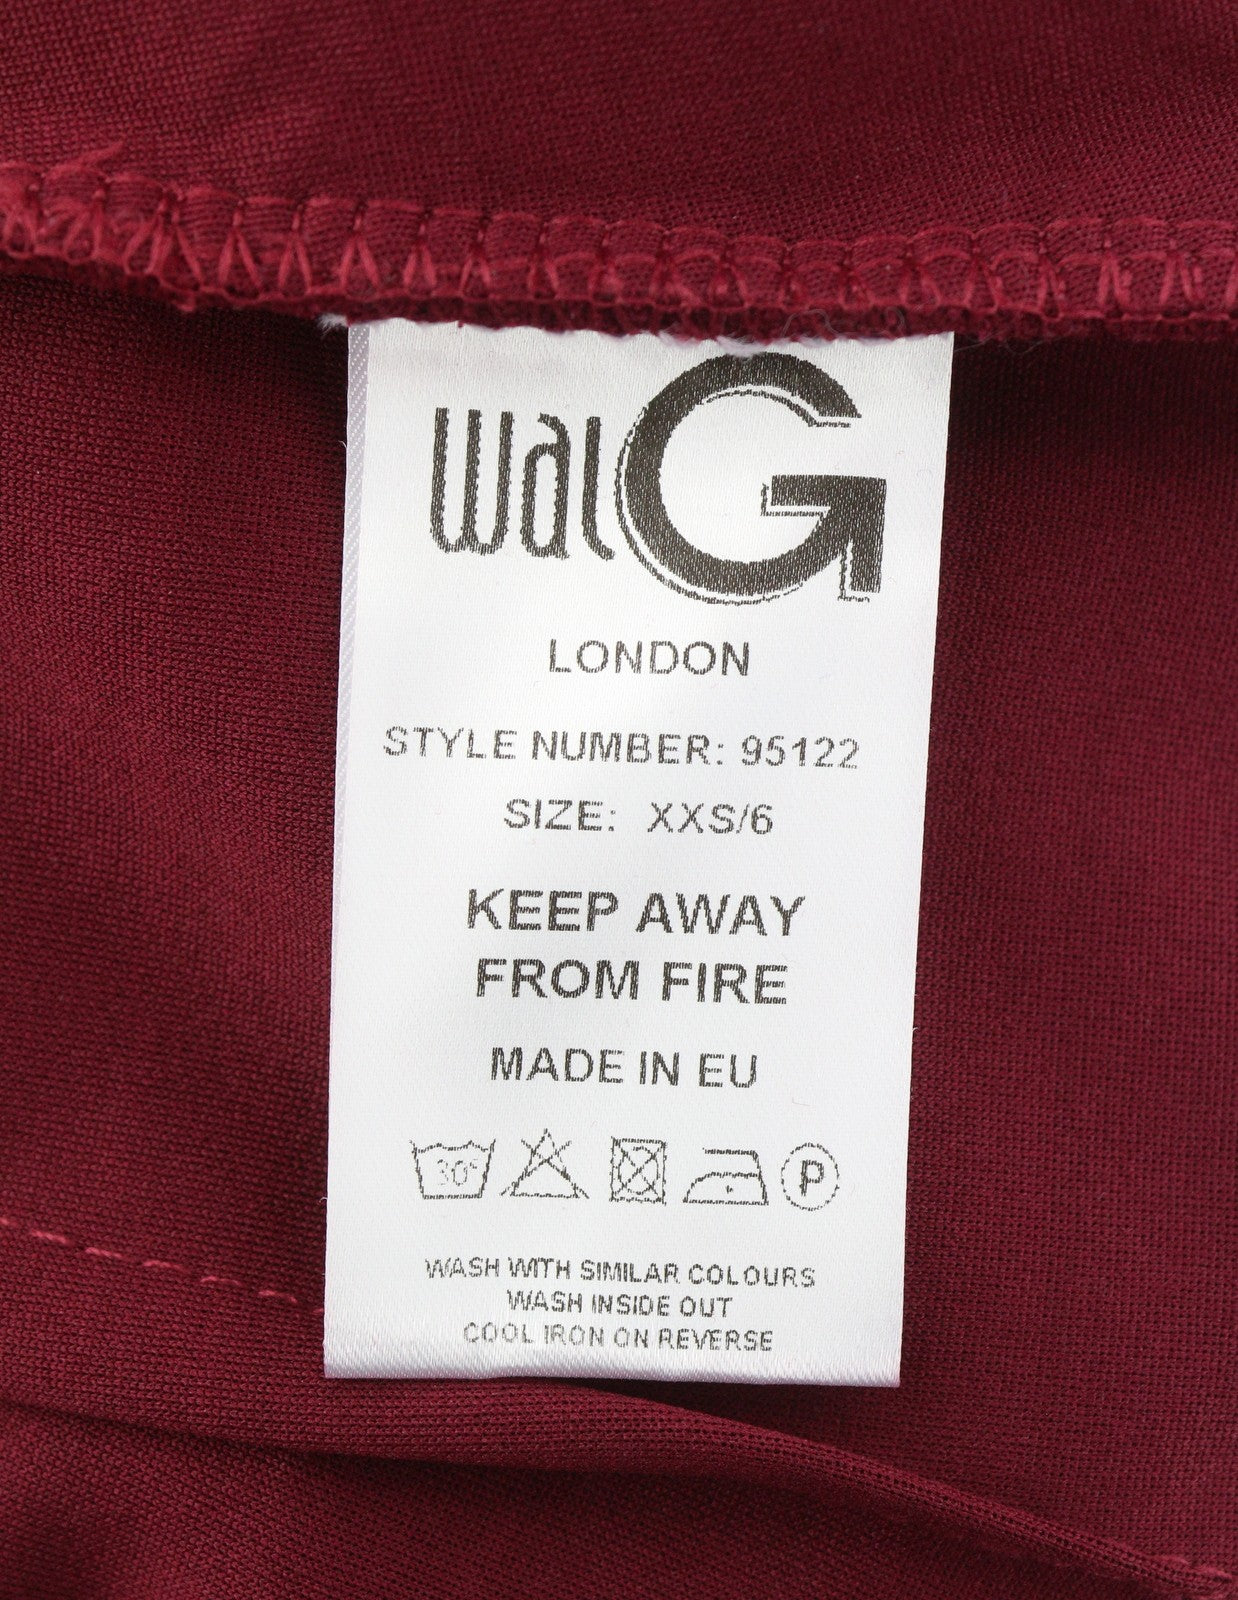 walG
LONDON
STYLE NUMBER: 95122
SIZE: XXS/6
KEEP AWAY
FROM FIRE
MADE IN EU
30° P
WASH WITH SIMILAR COLOURS
WASH INSIDE OUT
COOL IRON ON REVERSE